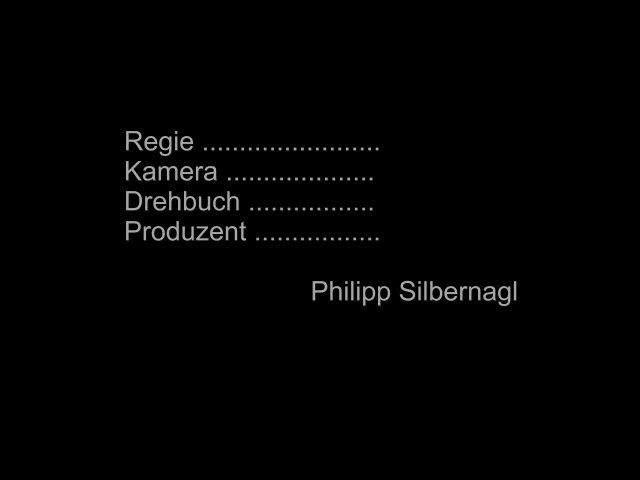 Regie ........................
Kamera ....................
Drehbuch .................
Produzent .................
Philipp Silbernagl